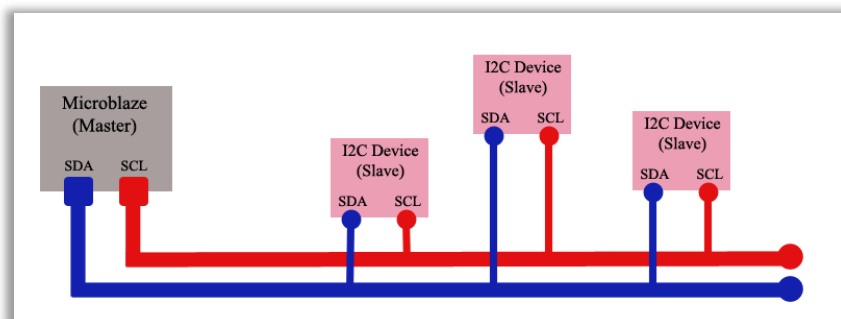 Microblaze
(Master)
SDA SCL
I2C Device
(Slave)
SDA SCL
I2C Device
(Slave)
SDA SCL
I2C Device
(Slave)
SDA SCL